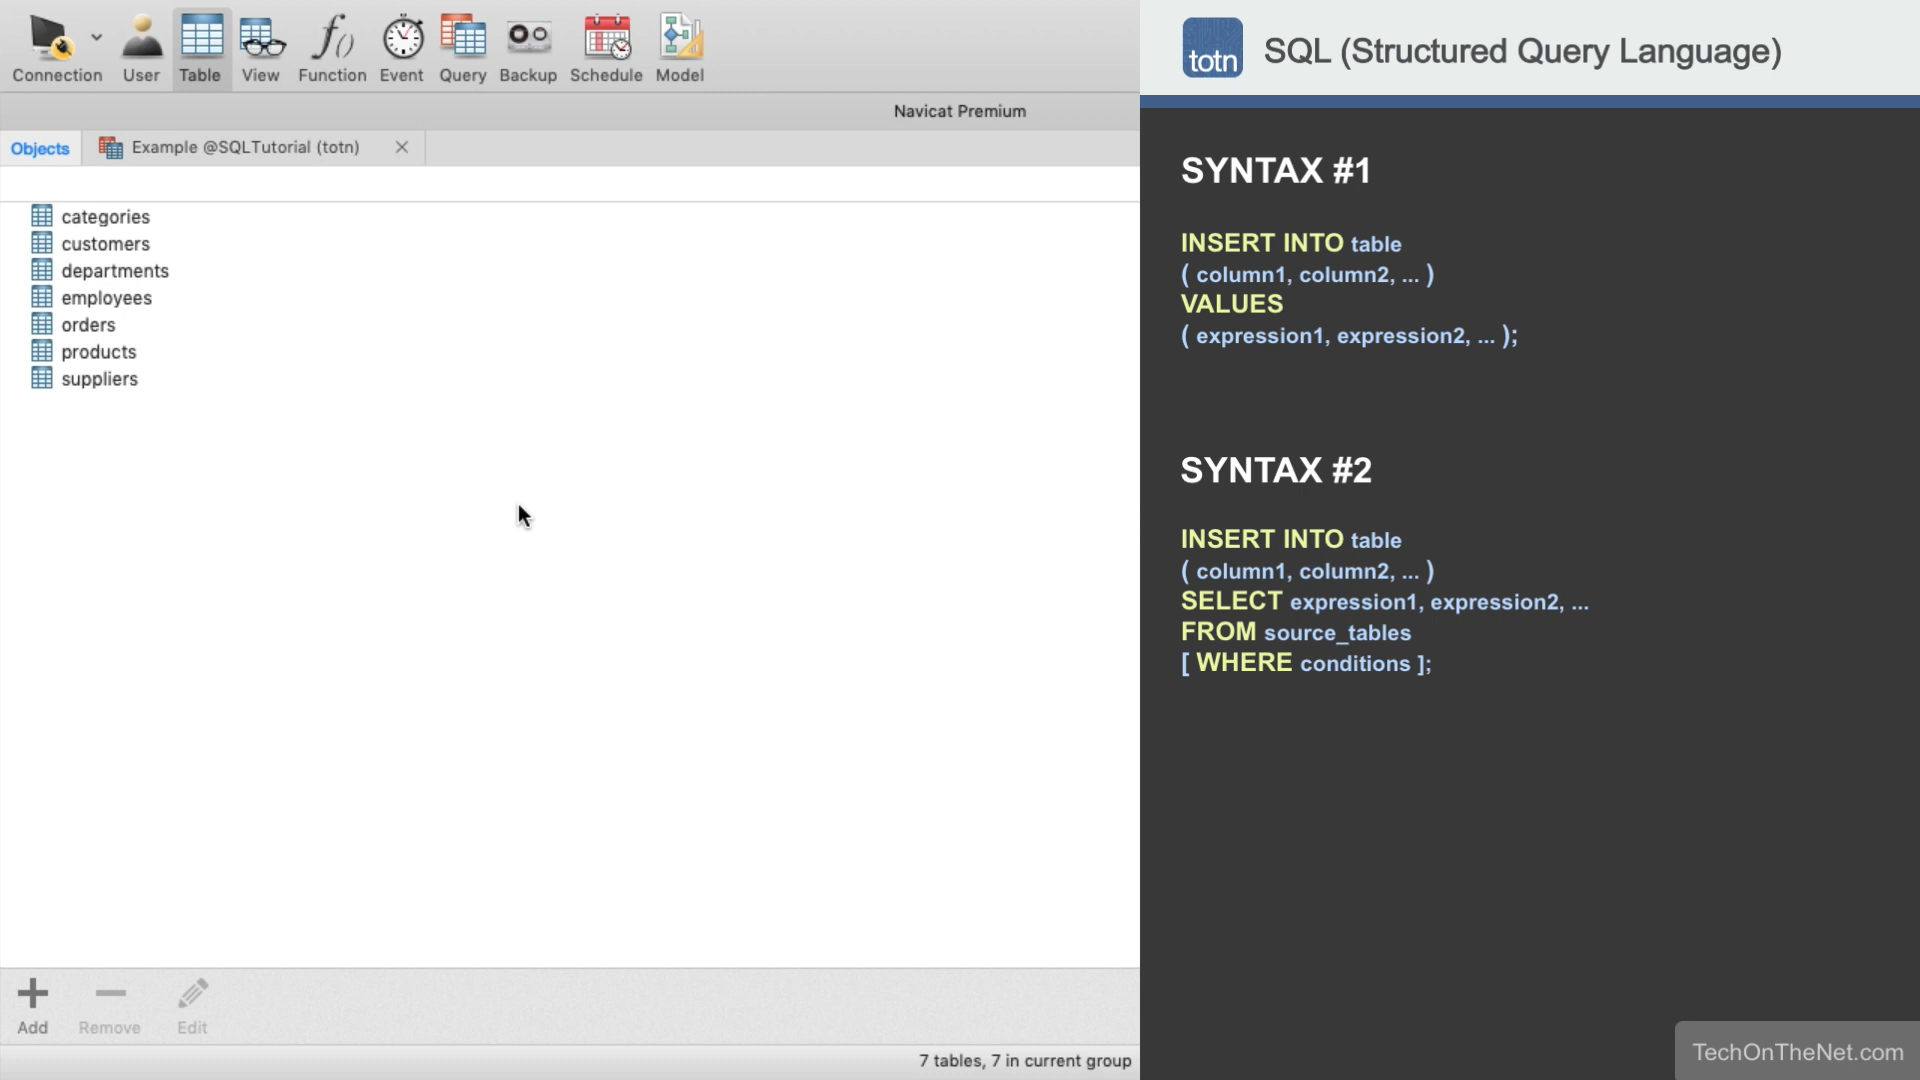 Connection User Table View Function Event Query Backup Schedule Model
Navicat Premium
Objects Example @SQLTutorial (totn)
categories
customers
departments
employees
orders
products
suppliers
Add Remove Edit
7 tables, 7 in current group
totn SQL (Structured Query Language)
SYNTAX #1
INSERT INTO table
( column1, column2, ... )
VALUES
( expression1, expression2, ... );
SYNTAX #2
INSERT INTO table
( column1, column2, ... )
SELECT expression1, expression2, ...
FROM source_tables
[ WHERE conditions ];
TechOnTheNet.com